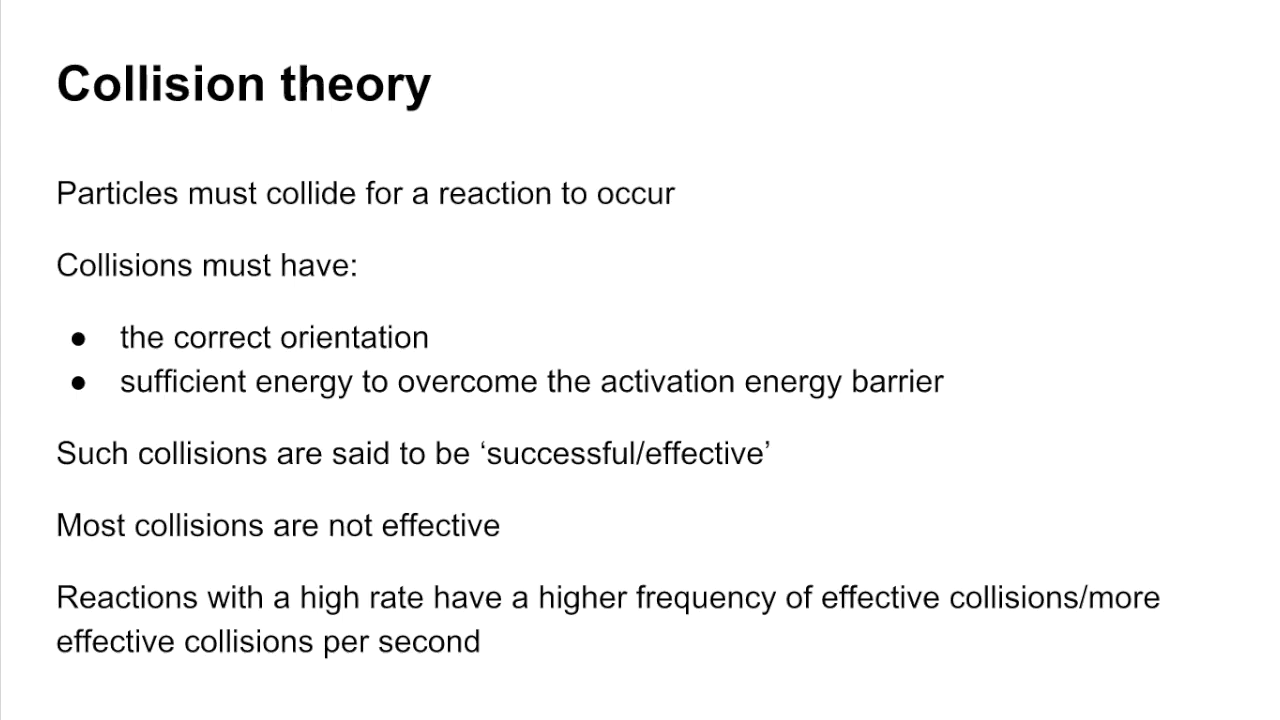 Collision theory
Particles must collide for a reaction to occur
Collisions must have:
● the correct orientation
● sufficient energy to overcome the activation energy barrier
Such collisions are said to be ‘successful/effective’
Most collisions are not effective
Reactions with a high rate have a higher frequency of effective collisions/more
effective collisions per second